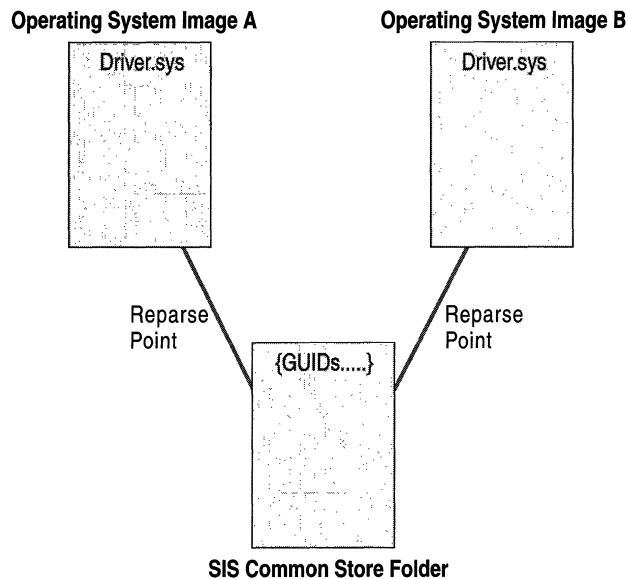 Operating System Image A
Operating System Image B
Driver.sys
Driver.sys
Reparse
Point
Reparse
Point
{GUIDs.....}
SIS Common Store Folder